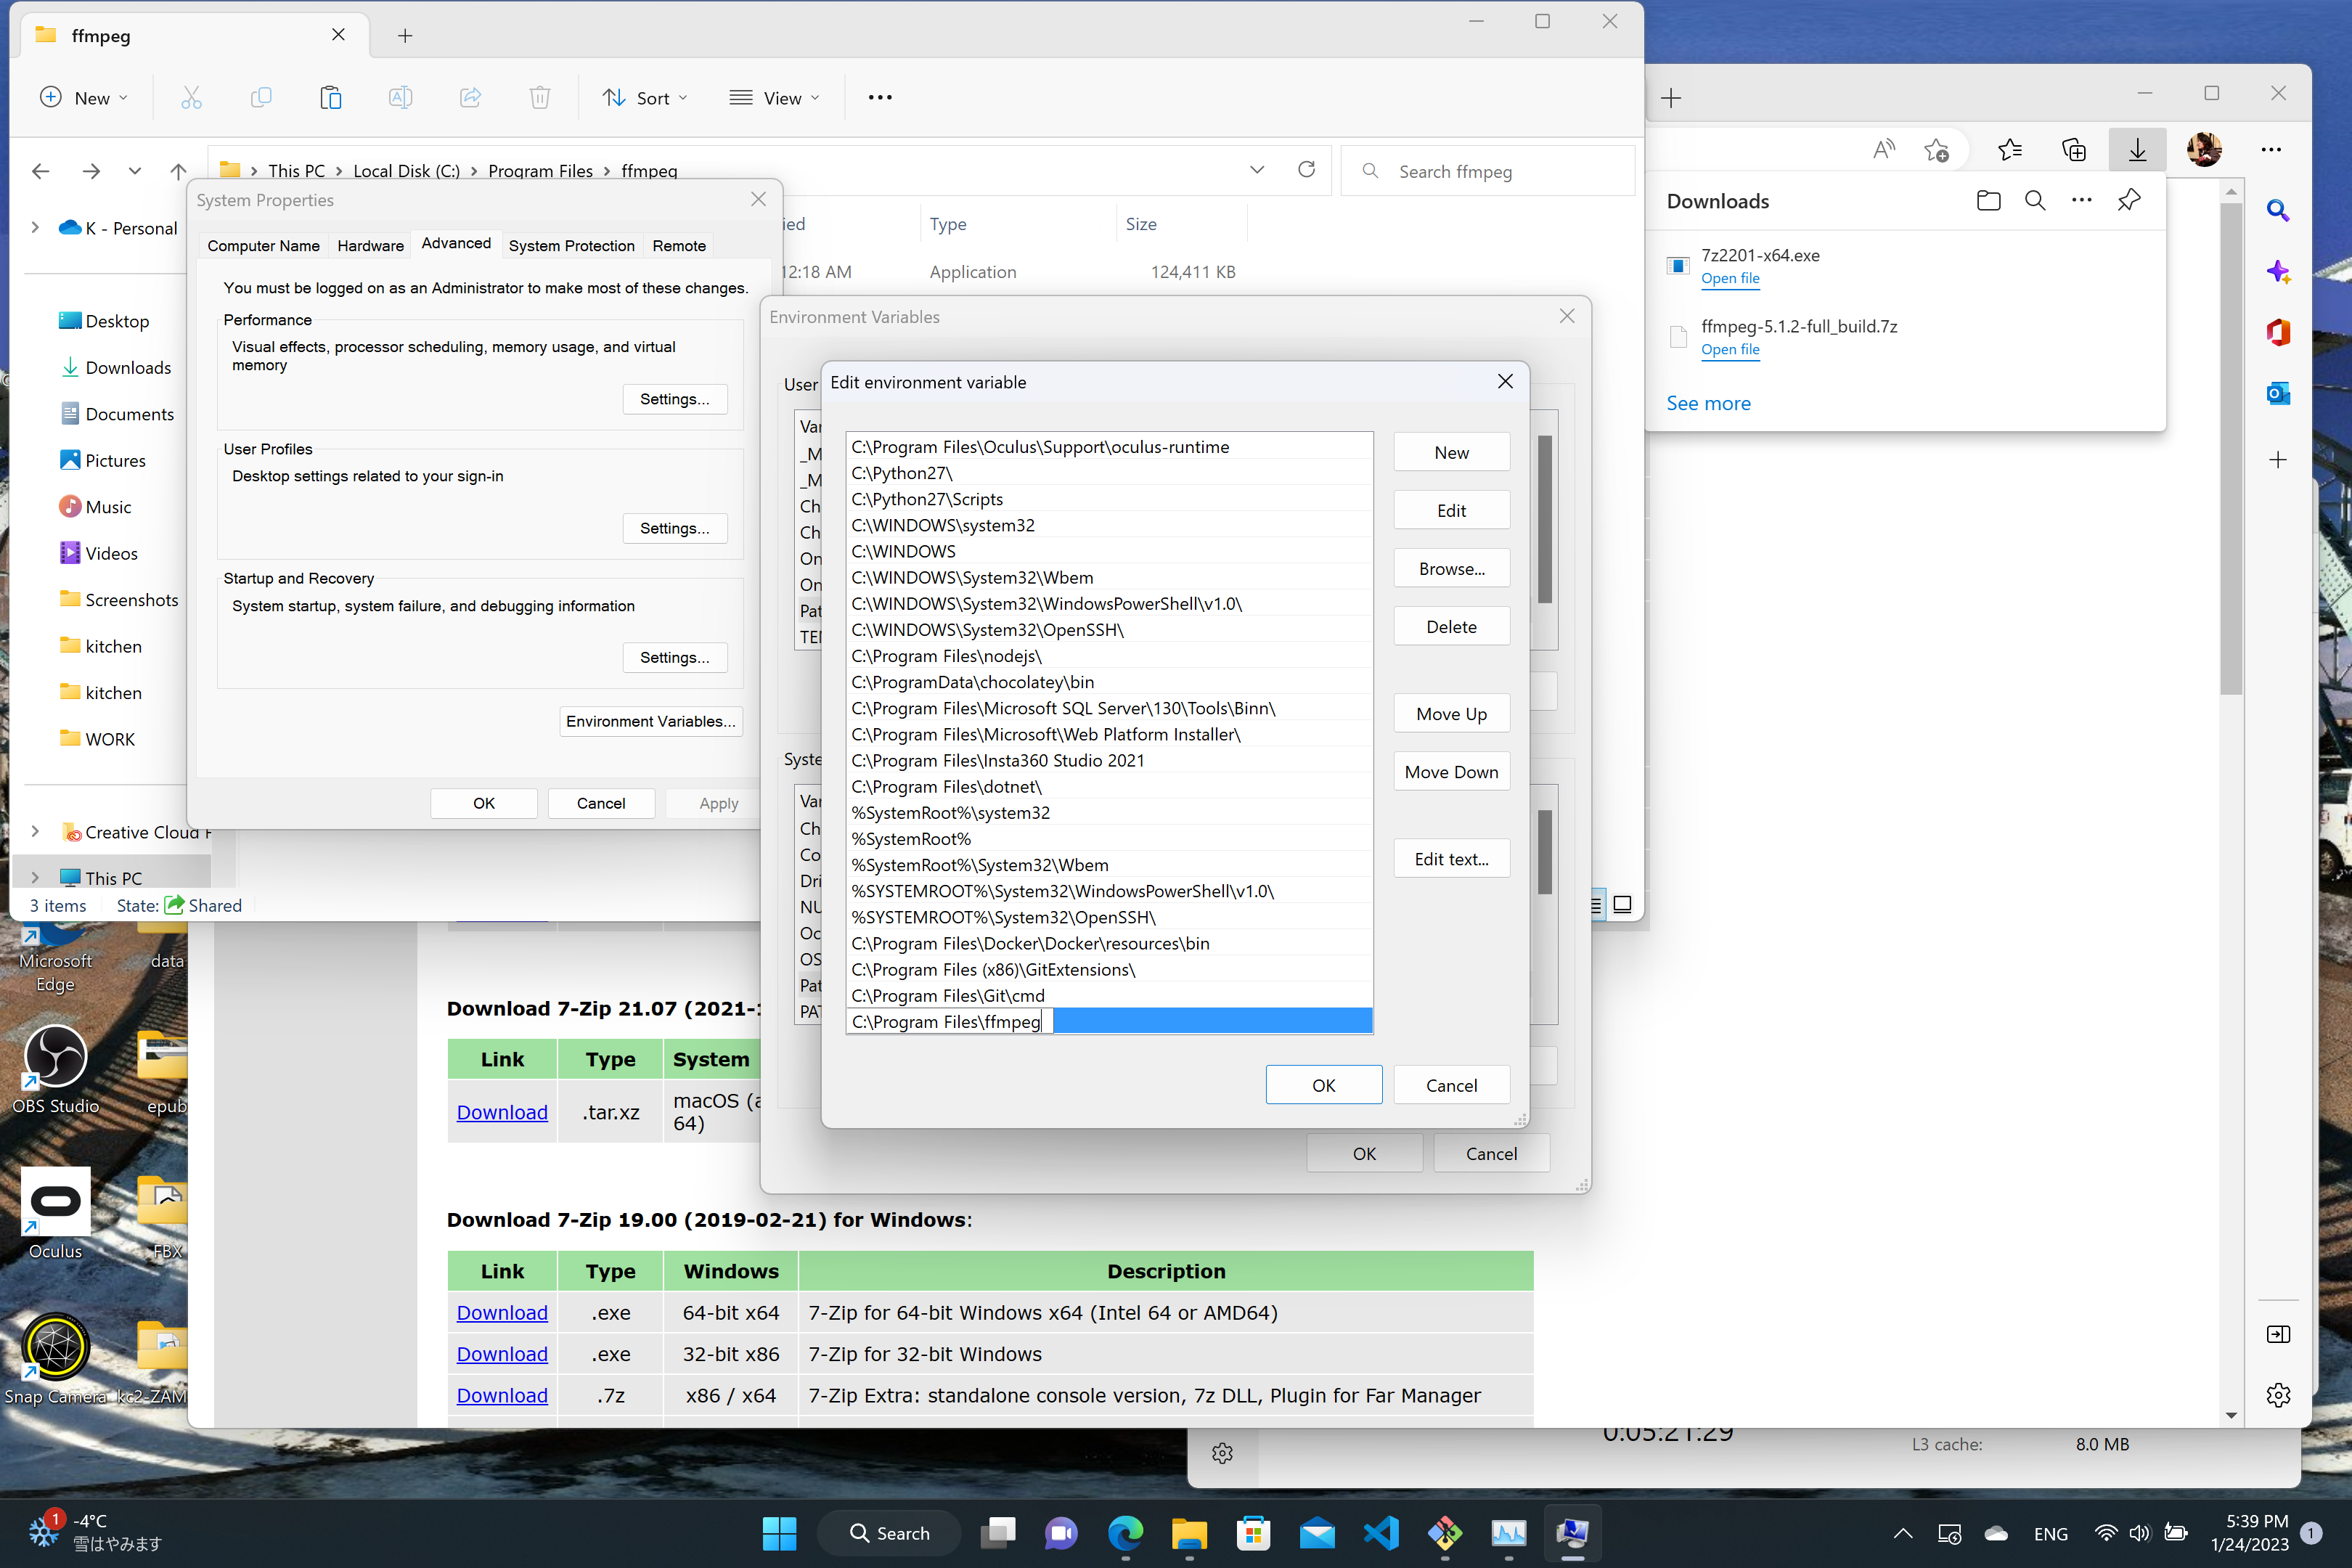 ffmpeg
New
Sort
View
This PC
Local Disk (C:)
Program Files
ffmpeg
Search ffmpeg
K - Personal
Desktop
Downloads
Documents
Pictures
Music
Videos
Screenshots
kitchen
kitchen
WORK
Creative Cloud F
This PC
3 items
State:
Shared
ied
Type
Size
12:18 AM
Application
124,411 KB
System Properties
Computer Name
Hardware
Advanced
System Protection
Remote
You must be logged on as an Administrator to make most of these changes.
Performance
Visual effects, processor scheduling, memory usage, and virtual
memory
Settings...
User Profiles
Desktop settings related to your sign-in
Settings...
Startup and Recovery
System startup, system failure, and debugging information
Settings...
Environment Variables...
OK
Cancel
Apply
Environment Variables
User
Var
_M
_M
Ch
Ch
On
On
Pat
TEM
Syste
Var
Ch
Co
Dri
NU
Oc
OS
Pat
PAT
OK
Cancel
Edit environment variable
C:\Program Files\Oculus\Support\oculus-runtime
C:\Python27\
C:\Python27\Scripts
C:\WINDOWS\system32
C:\WINDOWS
C:\WINDOWS\System32\Wbem
C:\WINDOWS\System32\WindowsPowerShell\v1.0\
C:\WINDOWS\System32\OpenSSH\
C:\Program Files\nodejs\
C:\ProgramData\chocolatey\bin
C:\Program Files\Microsoft SQL Server\130\Tools\Binn\
C:\Program Files\Microsoft\Web Platform Installer\
C:\Program Files\Insta360 Studio 2021
C:\Program Files\dotnet\
%SystemRoot%\system32
%SystemRoot%
%SystemRoot%\System32\Wbem
%SYSTEMROOT%\System32\WindowsPowerShell\v1.0\
%SYSTEMROOT%\System32\OpenSSH\
C:\Program Files\Docker\Docker\resources\bin
C:\Program Files (x86)\GitExtensions\
C:\Program Files\Git\cmd
C:\Program Files\ffmpeg
New
Edit
Browse...
Delete
Move Up
Move Down
Edit text...
OK
Cancel
Downloads
7z2201-x64.exe
Open file
ffmpeg-5.1.2-full_build.7z
Open file
See more
Microsoft
Edge
data
OBS Studio
epub
Oculus
FBX
Snap Camera
kc2-ZAM
Download 7-Zip 21.07 (2021-1
Link
Type
System
Download
.tar.xz
macOS (a
64)
Download 7-Zip 19.00 (2019-02-21) for Windows:
Link
Type
Windows
Description
Download
.exe
64-bit x64
7-Zip for 64-bit Windows x64 (Intel 64 or AMD64)
Download
.exe
32-bit x86
7-Zip for 32-bit Windows
Download
.7z
x86 / x64
7-Zip Extra: standalone console version, 7z DLL, Plugin for Far Manager
0:05:21:29
L3 cache:
8.0 MB
1
-4°C
雪はやみます
Search
ENG
5:39 PM
1/24/2023
1